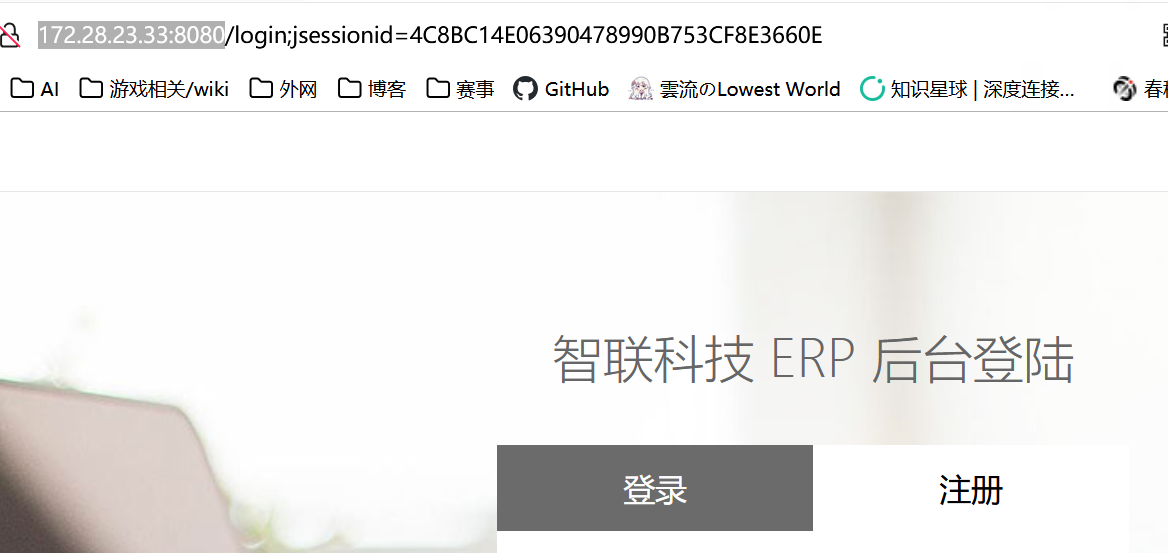 172.28.23.33:8080/login;jsessionid=4C8BC14E06390478990B753CF8E3660E
AI 游戏相关/wiki 外网 博客 赛事 GitHub 雲流のLowest World 知识星球 | 深度连接... 春
智联科技 ERP 后台登陆
登录 注册